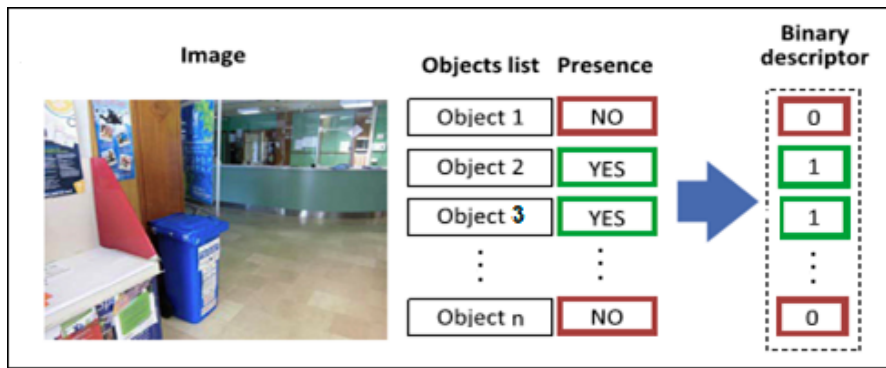 Image
Objects list Presence
Binary
descriptor
Object 1 NO 0
Object 2 YES 1
Object 3 YES 1
Object n NO 0